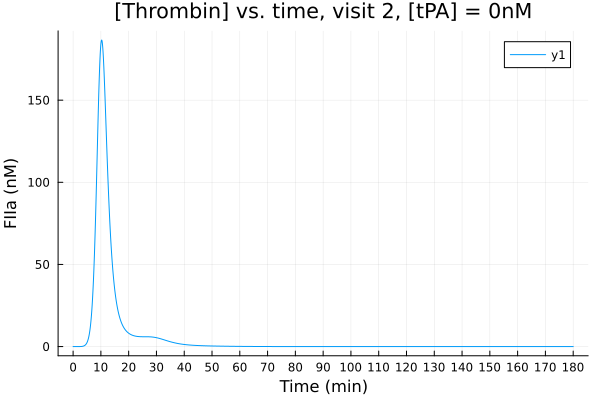 [Thrombin] vs. time, visit 2, [tPA] = 0nM
y1
FIIa (nM)
150
100
50
0
0 10 20 30 40 50 60 70 80 90 100 110 120 130 140 150 160 170 180
Time (min)